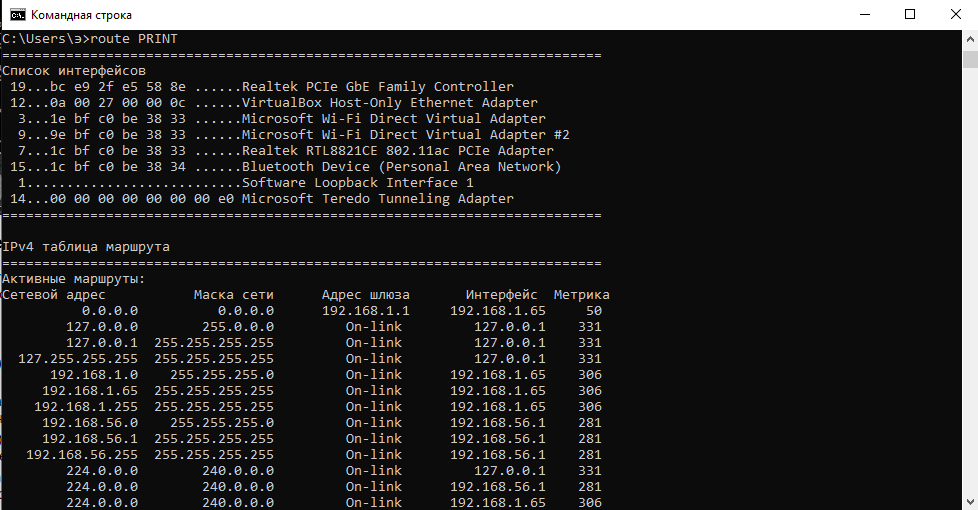 Командная строка
C:\Users\э>route PRINT
===========================================================================
Список интерфейсов
 19...bc e9 2f e5 58 8e ......Realtek PCIe GbE Family Controller
 12...0a 00 27 00 00 0c ......VirtualBox Host-Only Ethernet Adapter
  3...1e bf c0 be 38 33 ......Microsoft Wi-Fi Direct Virtual Adapter
  9...9e bf c0 be 38 33 ......Microsoft Wi-Fi Direct Virtual Adapter #2
  7...1c bf c0 be 38 33 ......Realtek RTL8821CE 802.11ac PCIe Adapter
 15...1c bf c0 be 38 34 ......Bluetooth Device (Personal Area Network)
  1...........................Software Loopback Interface 1
 14...00 00 00 00 00 00 00 e0 Microsoft Teredo Tunneling Adapter
===========================================================================
IPv4 таблица маршрута
===========================================================================
Активные маршруты:
Сетевой адрес           Маска сети      Адрес шлюза       Интерфейс  Метрика
          0.0.0.0          0.0.0.0      192.168.1.1     192.168.1.65     50
        127.0.0.0        255.0.0.0         On-link         127.0.0.1    331
        127.0.0.1  255.255.255.255         On-link         127.0.0.1    331
  127.255.255.255  255.255.255.255         On-link         127.0.0.1    331
      192.168.1.0    255.255.255.0         On-link      192.168.1.65    306
     192.168.1.65  255.255.255.255         On-link      192.168.1.65    306
    192.168.1.255  255.255.255.255         On-link      192.168.1.65    306
     192.168.56.0    255.255.255.0         On-link      192.168.56.1    281
     192.168.56.1  255.255.255.255         On-link      192.168.56.1    281
   192.168.56.255  255.255.255.255         On-link      192.168.56.1    281
        224.0.0.0        240.0.0.0         On-link         127.0.0.1    331
        224.0.0.0        240.0.0.0         On-link      192.168.56.1    281
        224.0.0.0        240.0.0.0         On-link      192.168.1.65    306